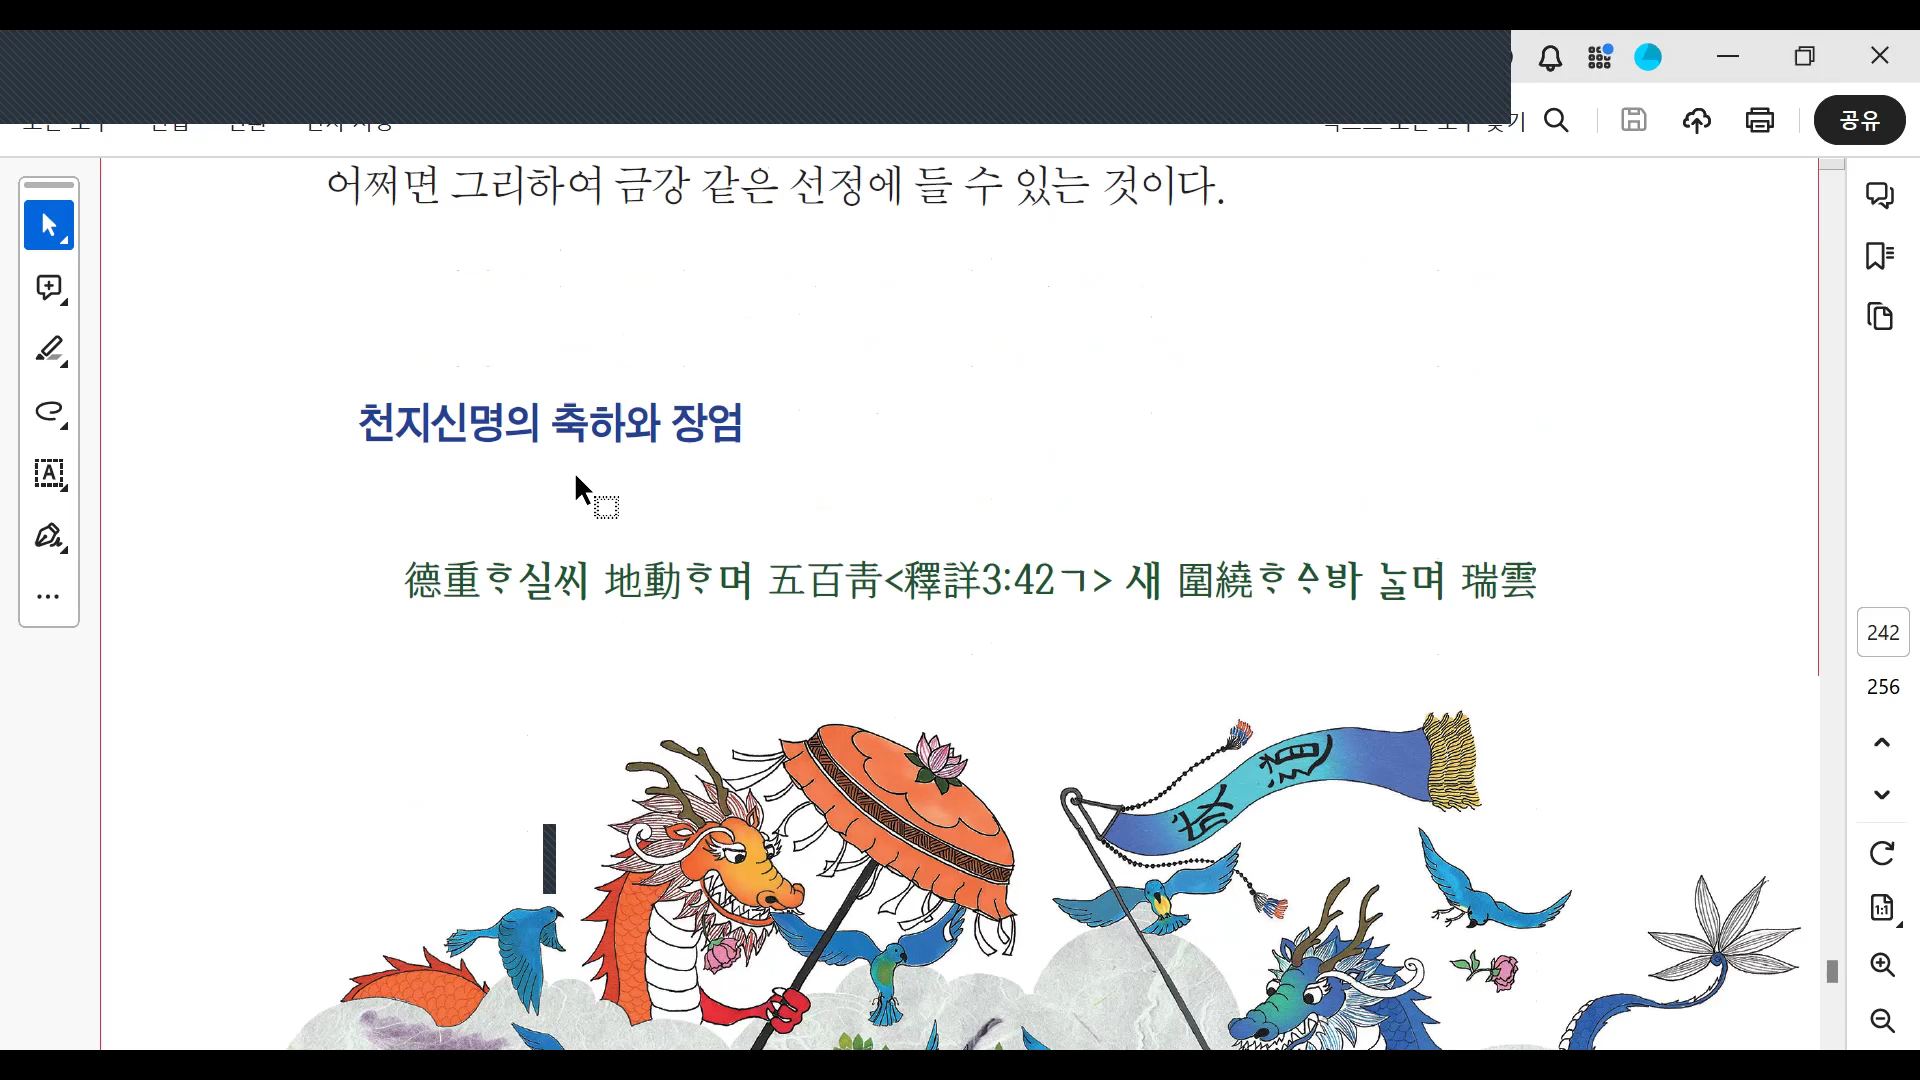 공유
어쩌면 그리하여 금강 같은 선정에 들 수 있는 것이다.
천지신명의 축하와 장엄
德重ᄒᆞ실씨 地動ᄒᆞ며 五百靑<釋詳3:42ㄱ> 새 圍繞ᄒᆞᅀᆞᄫᅡ ᄂᆞᆯ며 瑞雲
242
256